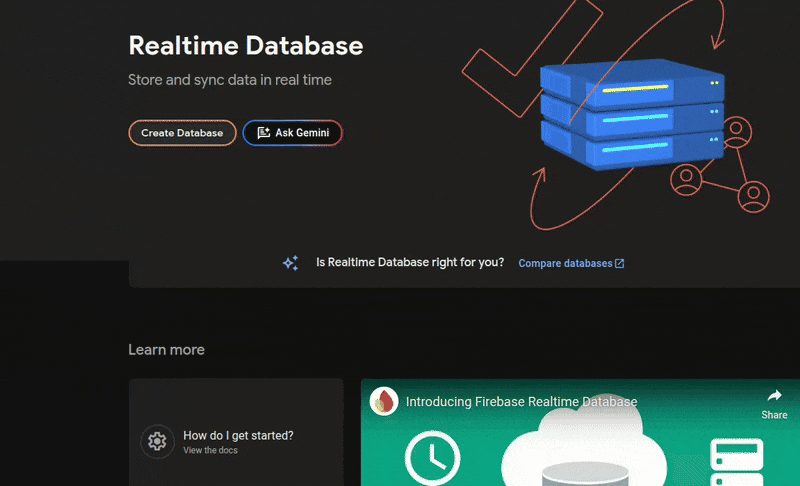 Realtime Database
Store and sync data in real time
Create Database
Ask Gemini
Is Realtime Database right for you? Compare databases
Learn more
Introducing Firebase Realtime Database
Share
How do I get started?
View the docs